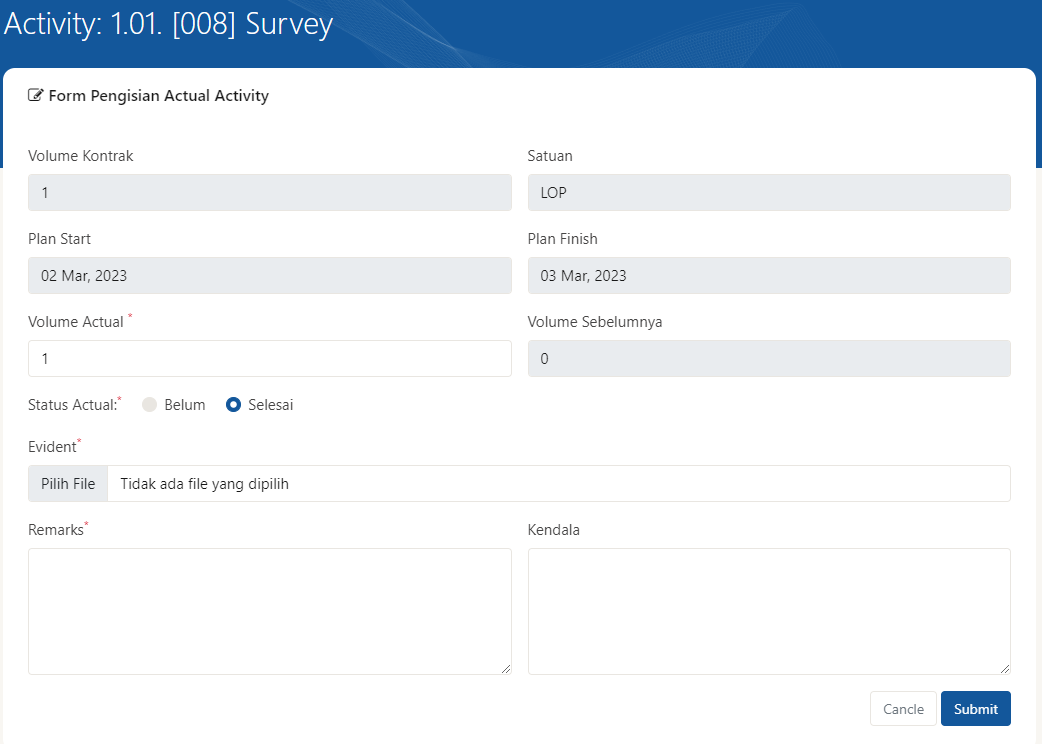 Activity: 1.01. [008] Survey
Form Pengisian Actual Activity
Volume Kontrak
Satuan
1
LOP
Plan Start
Plan Finish
02 Mar, 2023
03 Mar, 2023
Volume Actual *
Volume Sebelumnya
1
0
Status Actual:* Belum Selesai
Evident*
Pilih File Tidak ada file yang dipilih
Remarks*
Kendala
Cancle Submit